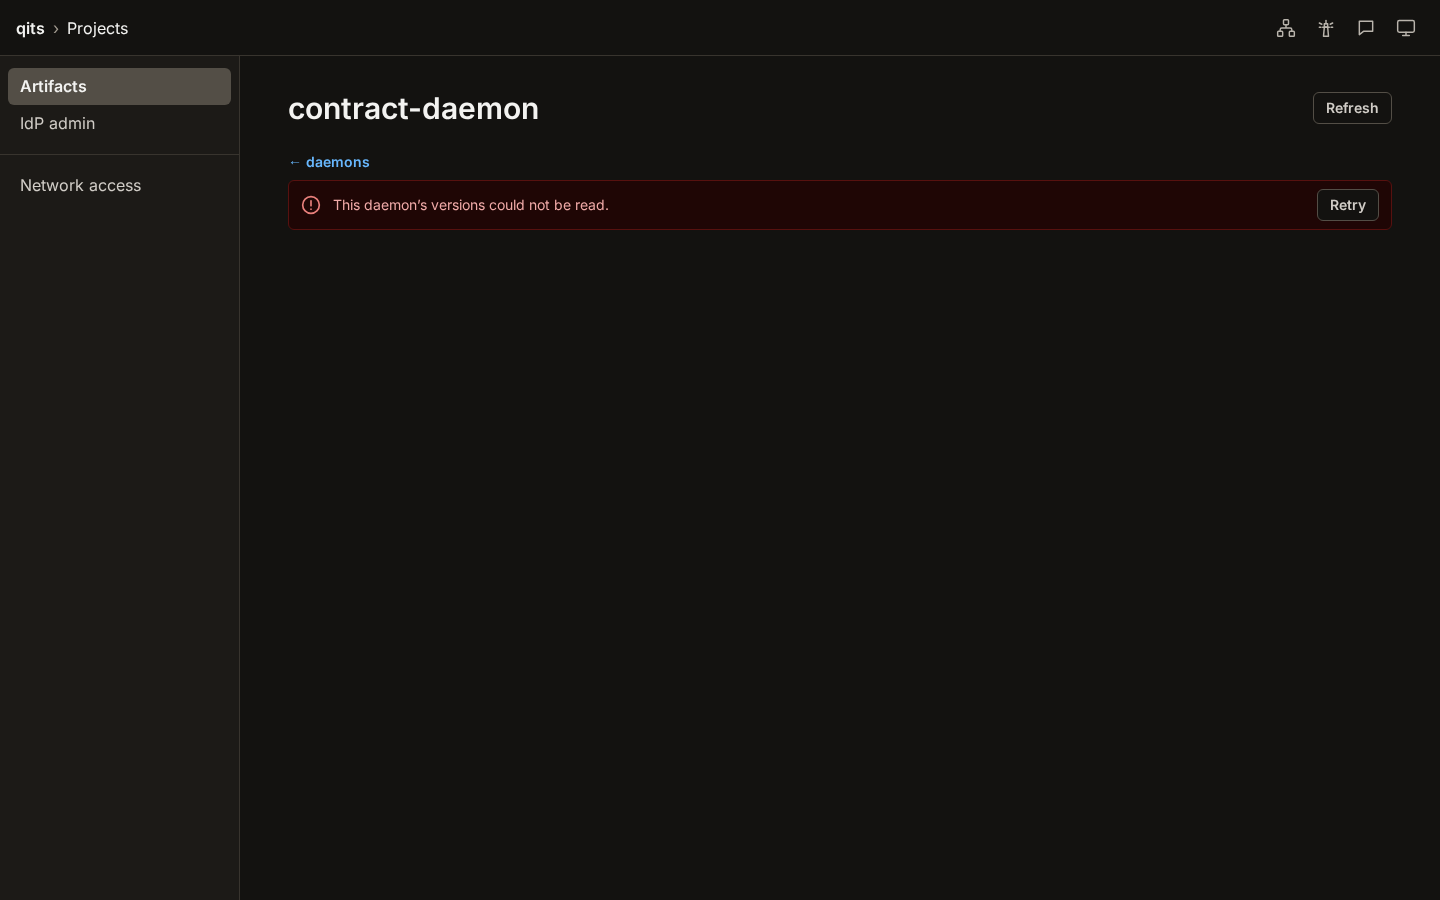 qits › Projects
Artifacts
IdP admin
Network access
contract-daemon
Refresh
← daemons
This daemon’s versions could not be read.
Retry